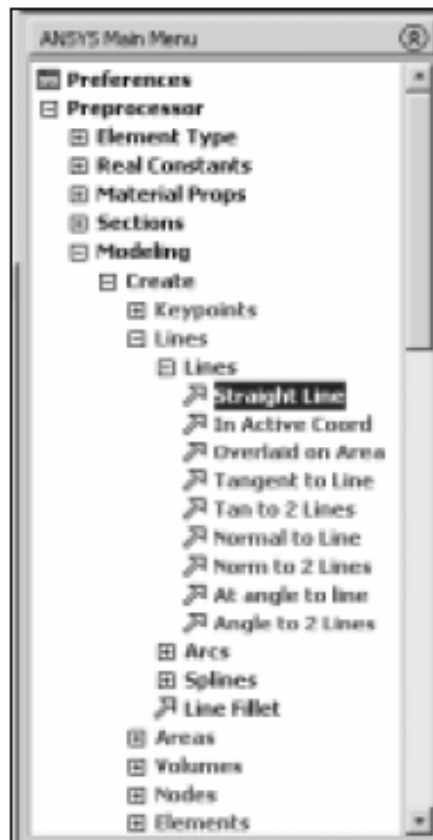 ANSYS Main Menu
Preferences
Preprocessor
Element Type
Real Constants
Material Props
Sections
Modeling
Create
Keypoints
Lines
Lines
Straight Line
In Active Coord
Overlaid on Area
Tangent to Line
Tan to 2 Lines
Normal to Line
Norm to 2 Lines
At angle to line
Angle to 2 Lines
Arcs
Splines
Line Fillet
Areas
Volumes
Nodes
Elements